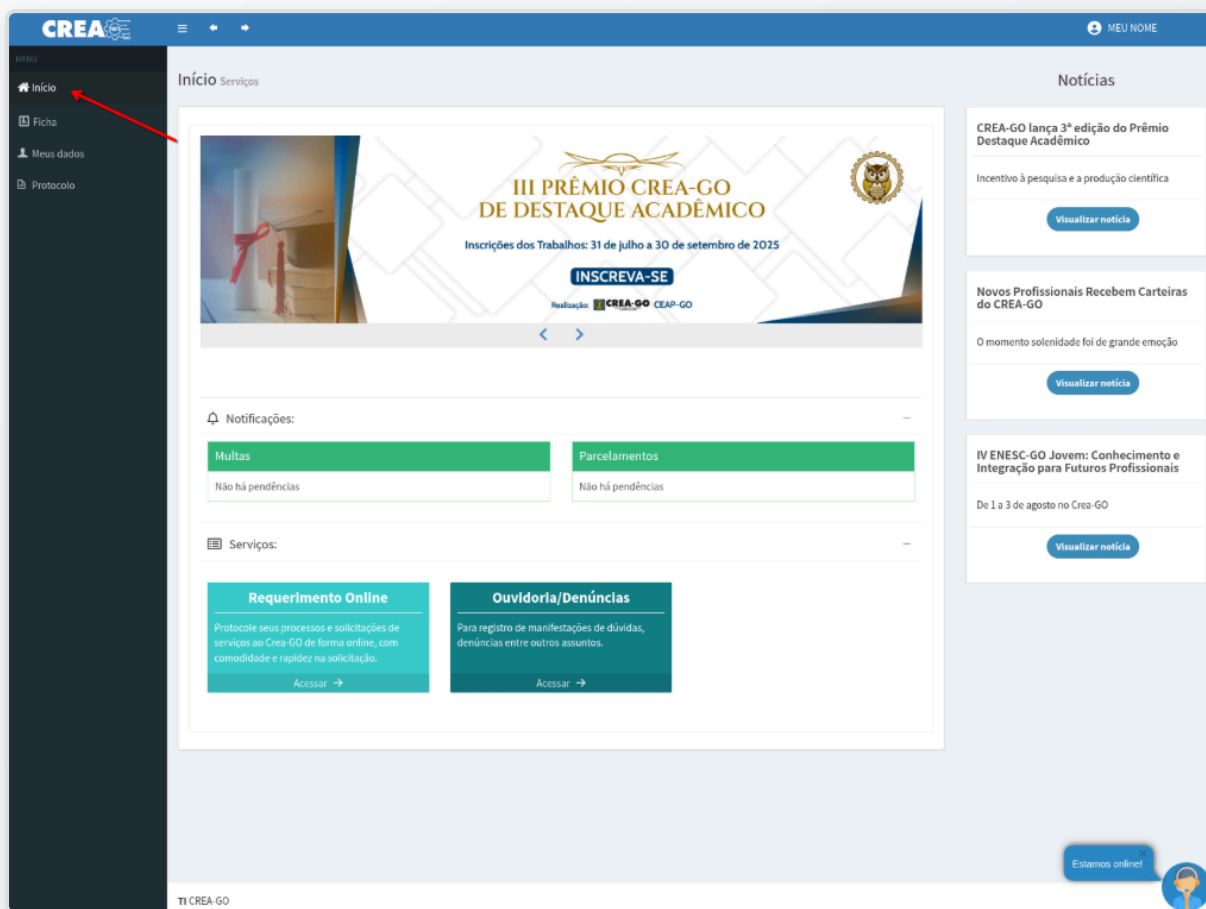 CREA
MEU NOME
MENU
Início
Ficha
Meus dados
Protocolo
Início Serviços
III PRÊMIO CREA-GO
DE DESTAQUE ACADÊMICO
Inscrições dos Trabalhos: 31 de julho a 30 de setembro de 2025
INSCREVA-SE
Realização: CREA-GO CEAP-GO
Notificações:
Multas
Não há pendências
Parcelamentos
Não há pendências
Serviços:
Requerimento Online
Protocole seus processos e solicitações de
serviços ao Crea-GO de forma online, com
comodidade e rapidez na solicitação.
Acessar →
Ouvidoria/Denúncias
Para registro de manifestações de dúvidas,
denúncias entre outros assuntos.
Acessar →
Notícias
CREA-GO lança 3ª edição do Prêmio
Destaque Acadêmico
Incentivo à pesquisa e a produção científica
Visualizar notícia
Novos Profissionais Recebem Carteiras
do CREA-GO
O momento solenidade foi de grande emoção
Visualizar notícia
IV ENESC-GO Jovem: Conhecimento e
Integração para Futuros Profissionais
De 1 a 3 de agosto no Crea-GO
Visualizar notícia
Estamos online!
TI CREA-GO